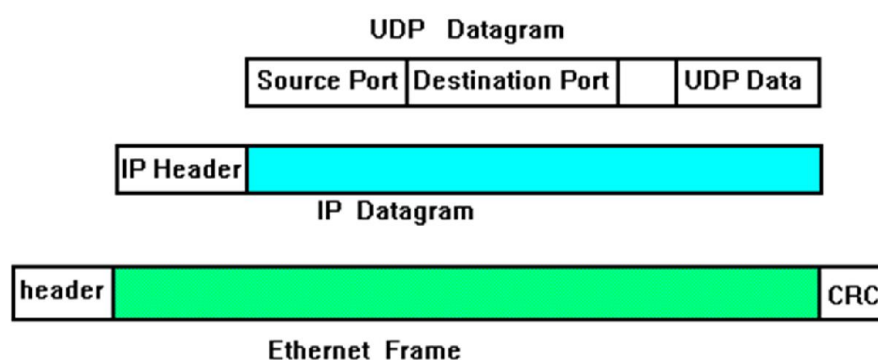 UDP Datagram
Source Port Destination Port UDP Data
IP Header
IP Datagram
header CRC
Ethernet Frame